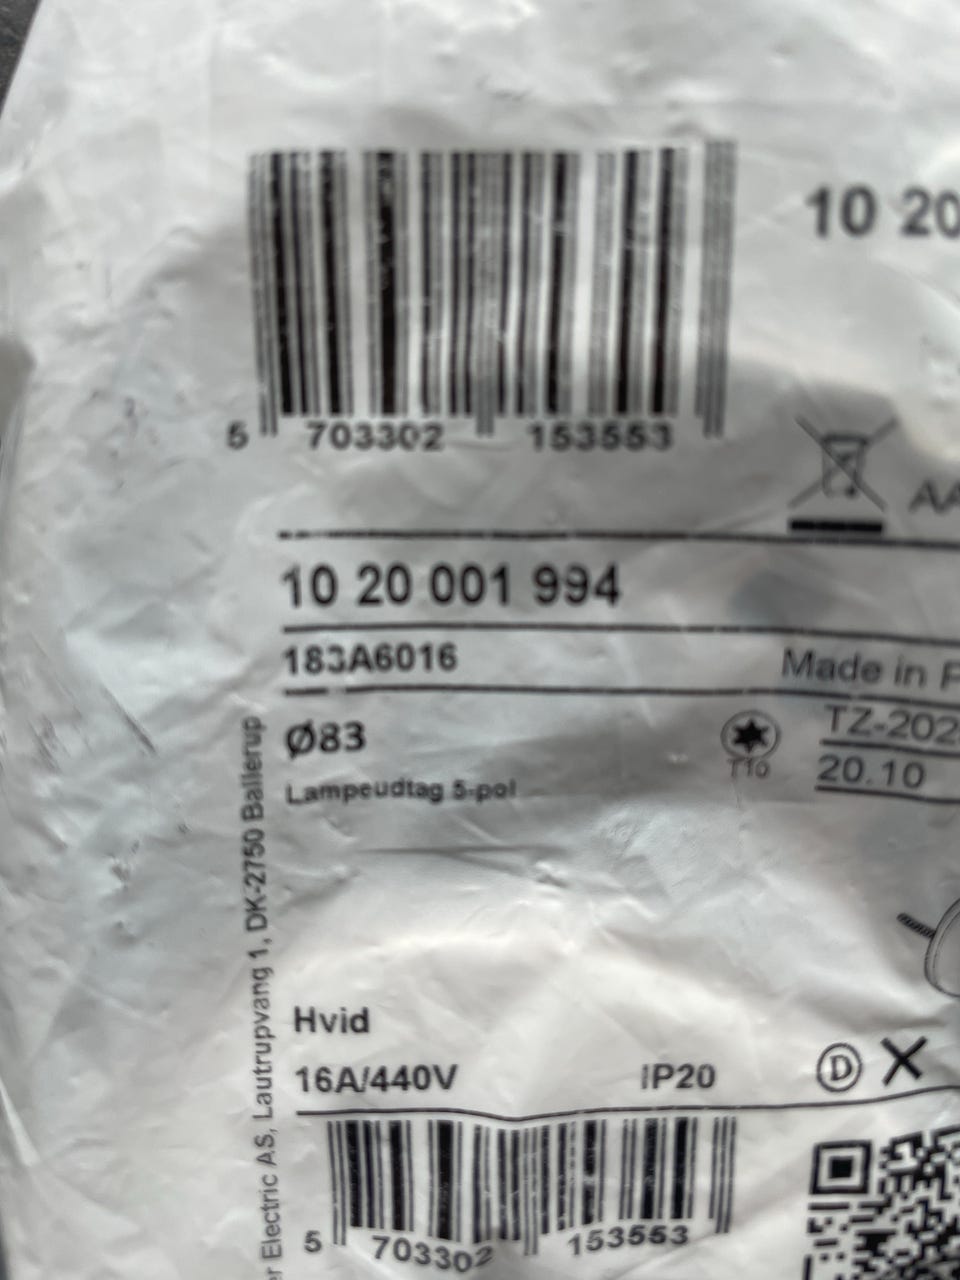 10 20
5 703302 153553
AA
10 20 001 994
183A6016
Made in
Ø83
T10
TZ-202
20.10
Lampeudtag 5-pol
Electric AS, Lautrupvang 1, DK-2750 Ballerup
Hvid
16A/440V
IP20
D
5 703302 153553